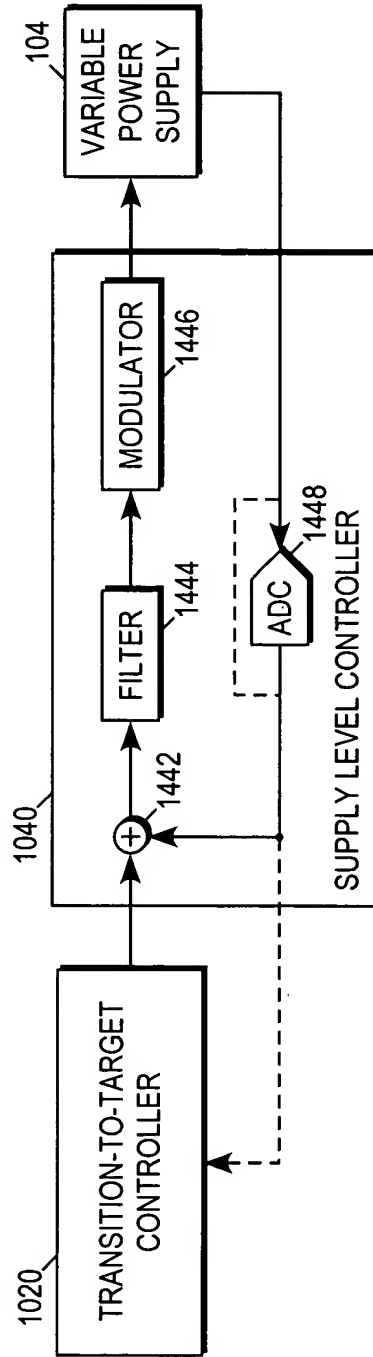 1020
TRANSITION-TO-TARGET
CONTROLLER
1040
+
1442
FILTER
1444
MODULATOR
1446
104
VARIABLE
POWER
SUPPLY
ADC
1448
SUPPLY LEVEL CONTROLLER